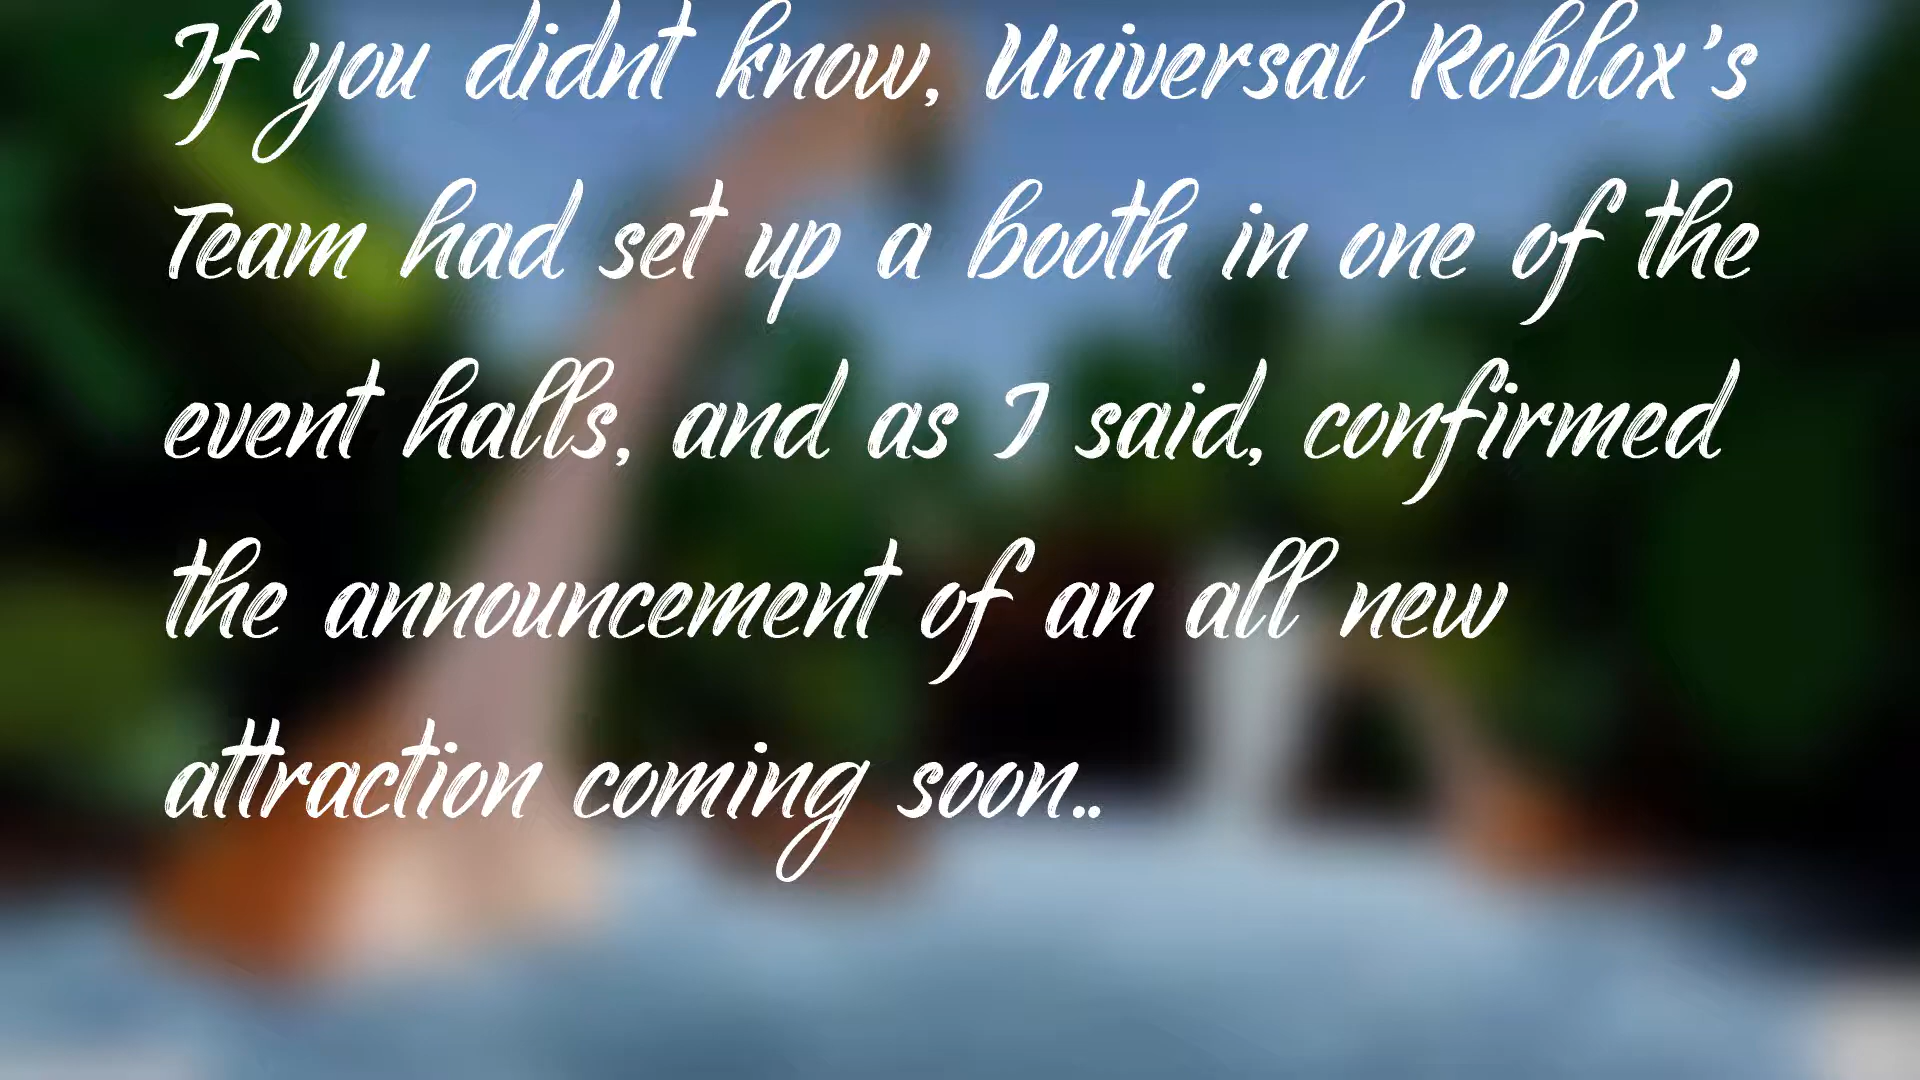 If you didnt know, Universal Roblox's
Team had set up a booth in one of the
event halls, and as I said, confirmed
the announcement of an all new
attraction coming soon..